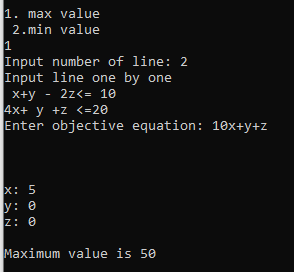 1. max value
2.min value
1
Input number of line: 2
Input line one by one
x+y - 2z<= 10
4x+ y +z <=20
Enter objective equation: 10x+y+z
x: 5
y: 0
z: 0
Maximum value is 50